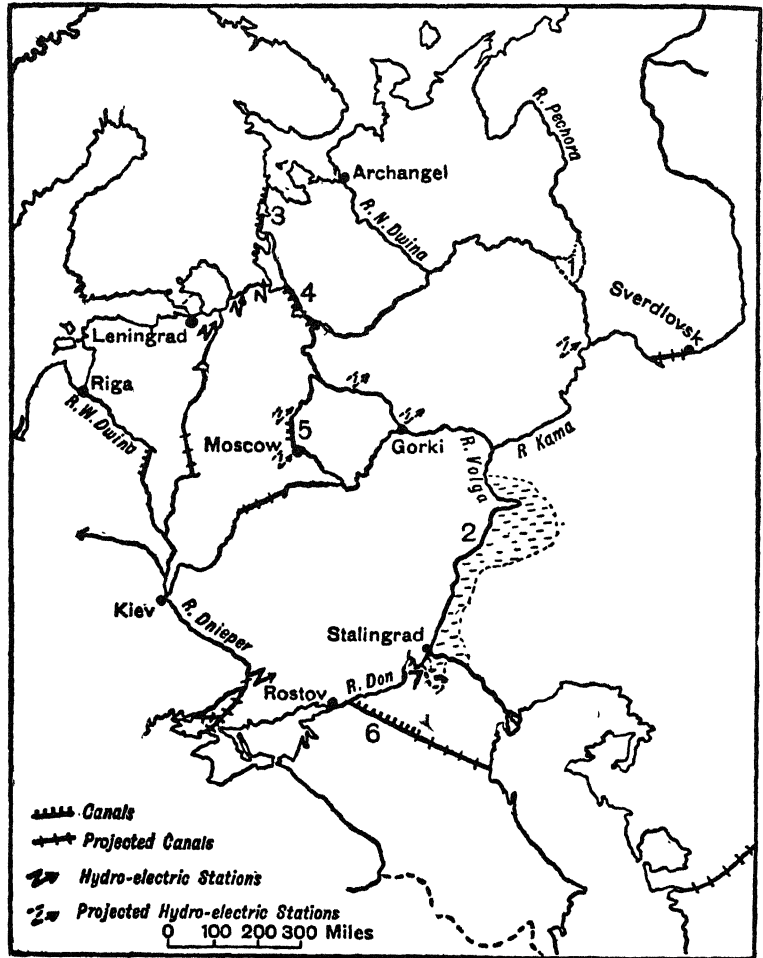 R. Pechora
Archangel
R. N. Dwina
3
1
4
Sverdlovsk
Leningrad
Riga
R. W. Dwina
5
Moscow
Gorki
R. Volga
R Kama
2
Kiev
R. Dnieper
Stalingrad
7
Rostov
R. Don
6
Canals
Projected Canals
Hydro-electric Stations
Projected Hydro-electric Stations
0 100 200 300 Miles